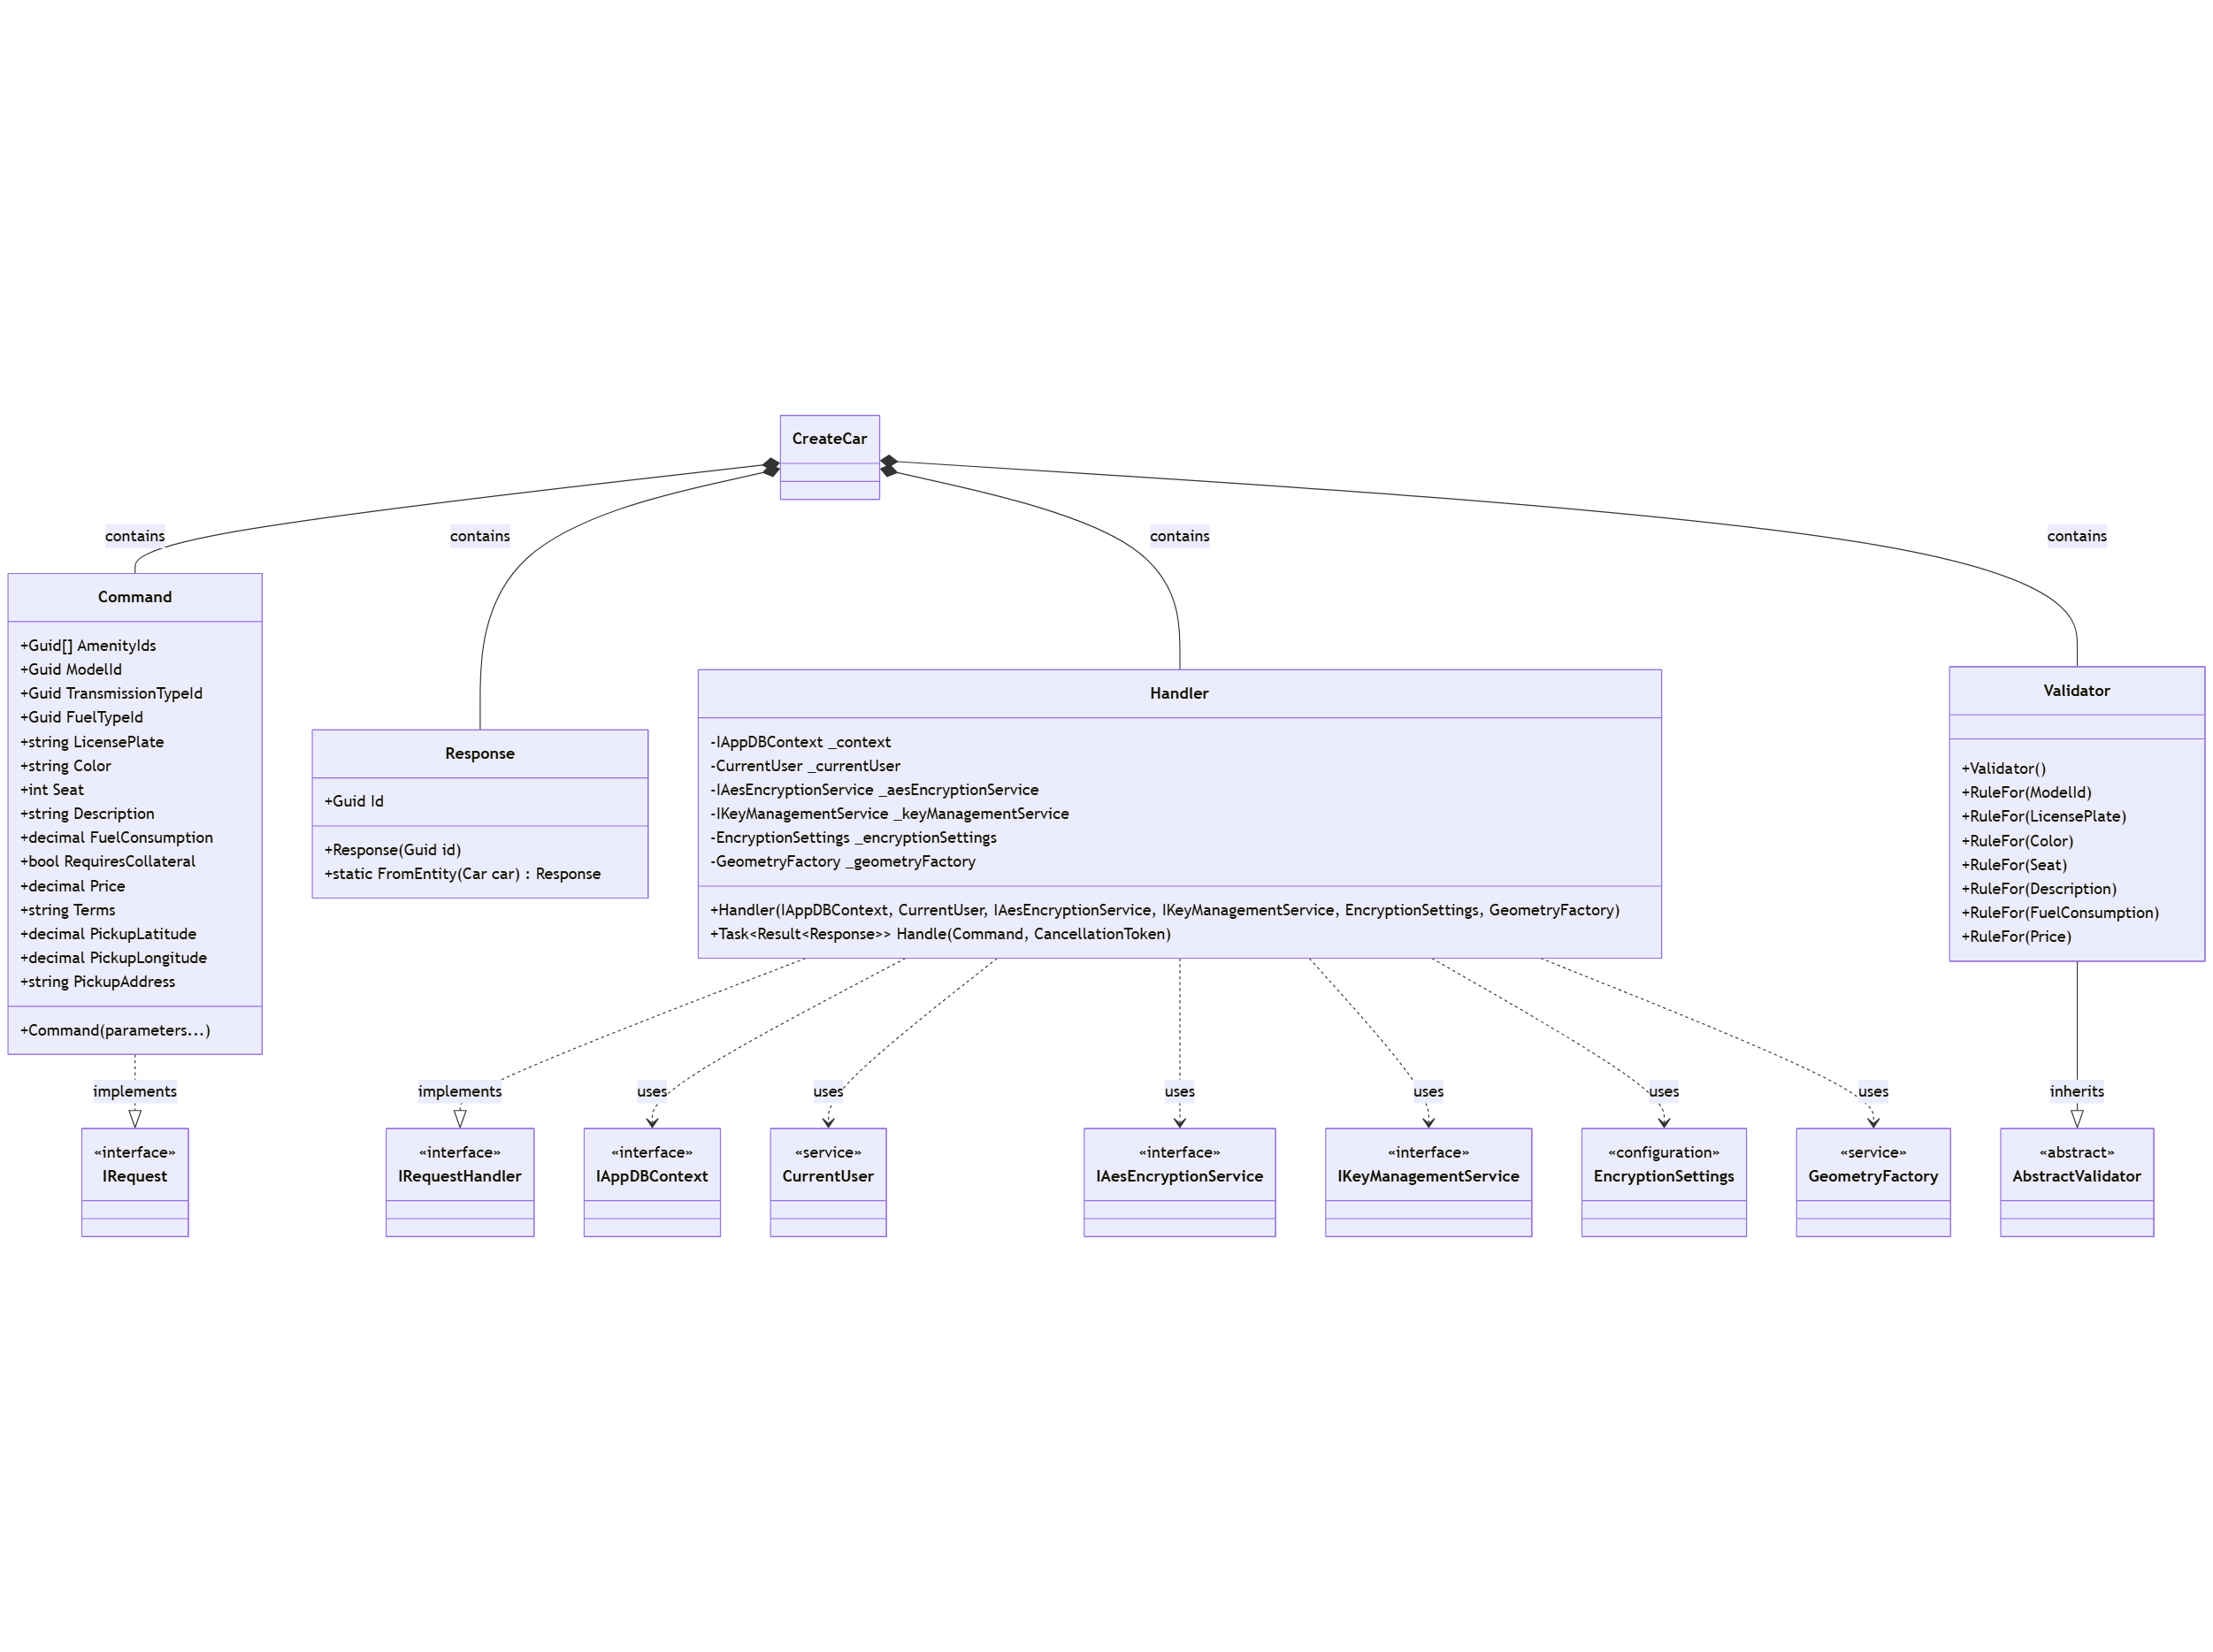 CreateCar
contains
contains
contains
contains
Command
+Guid[] AmenityIds
+Guid ModelId
+Guid TransmissionTypeId
+Guid FuelTypeId
+string LicensePlate
+string Color
+int Seat
+string Description
+decimal FuelConsumption
+bool RequiresCollateral
+decimal Price
+string Terms
+decimal PickupLatitude
+decimal PickupLongitude
+string PickupAddress
+Command(parameters...)
Response
+Guid Id
+Response(Guid id)
+static FromEntity(Car car) : Response
Handler
-IAppDBContext _context
-CurrentUser _currentUser
-IAesEncryptionService _aesEncryptionService
-IKeyManagementService _keyManagementService
-EncryptionSettings _encryptionSettings
-GeometryFactory _geometryFactory
+Handler(IAppDBContext, CurrentUser, IAesEncryptionService, IKeyManagementService, EncryptionSettings, GeometryFactory)
+Task<Result<Response>> Handle(Command, CancellationToken)
Validator
+Validator()
+RuleFor(ModelId)
+RuleFor(LicensePlate)
+RuleFor(Color)
+RuleFor(Seat)
+RuleFor(Description)
+RuleFor(FuelConsumption)
+RuleFor(Price)
implements
implements
uses
uses
uses
uses
uses
uses
inherits
«interface»
IRequest
«interface»
IRequestHandler
«interface»
IAppDBContext
«service»
CurrentUser
«interface»
IAesEncryptionService
«interface»
IKeyManagementService
«configuration»
EncryptionSettings
«service»
GeometryFactory
«abstract»
AbstractValidator